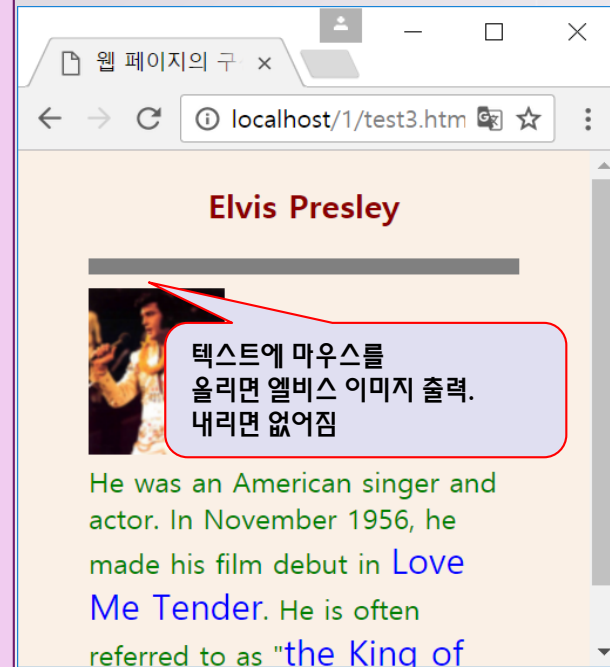 웹 페이지의 구
localhost/1/test3.htm
Elvis Presley
텍스트에 마우스를
올리면 엘비스 이미지 출력.
내리면 없어짐
He was an American singer and
actor. In November 1956, he
made his film debut in Love
Me Tender. He is often
referred to as "the King of